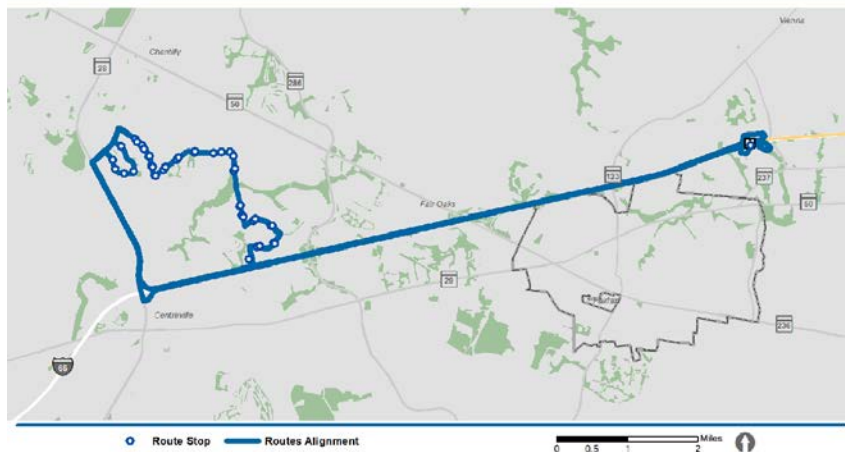 Vienna
Chantilly
28
286
50
123
237
50
Fair Oaks
29
Centreville
236
66
Route Stop
Routes Alignment
Miles
0 0.5 1 2